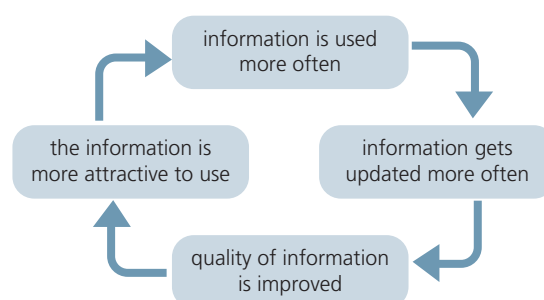 information is used
more often
information gets
updated more often
quality of information
is improved
the information is
more attractive to use